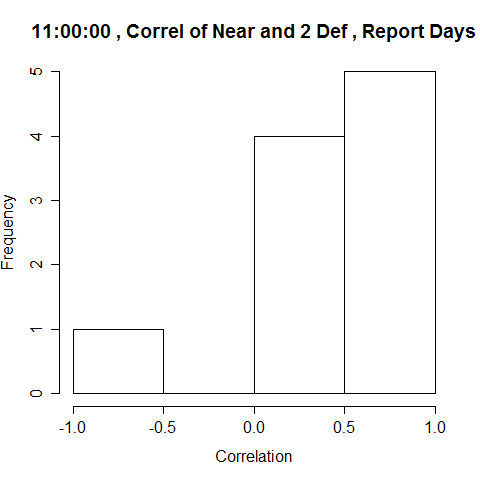 11:00:00 , Correl of Near and 2 Def , Report Days
5
4
3
2
1
0
Frequency
-1.0 -0.5 0.0 0.5 1.0
Correlation